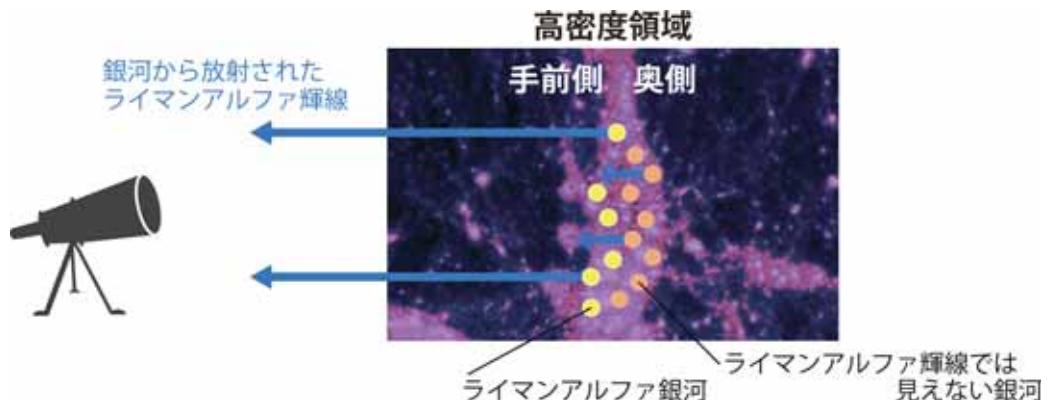 高密度領域
銀河から放射された
ライマンアルファ輝線
手前側 奥側
ライマンアルファ輝線では
見えない銀河
ライマンアルファ銀河